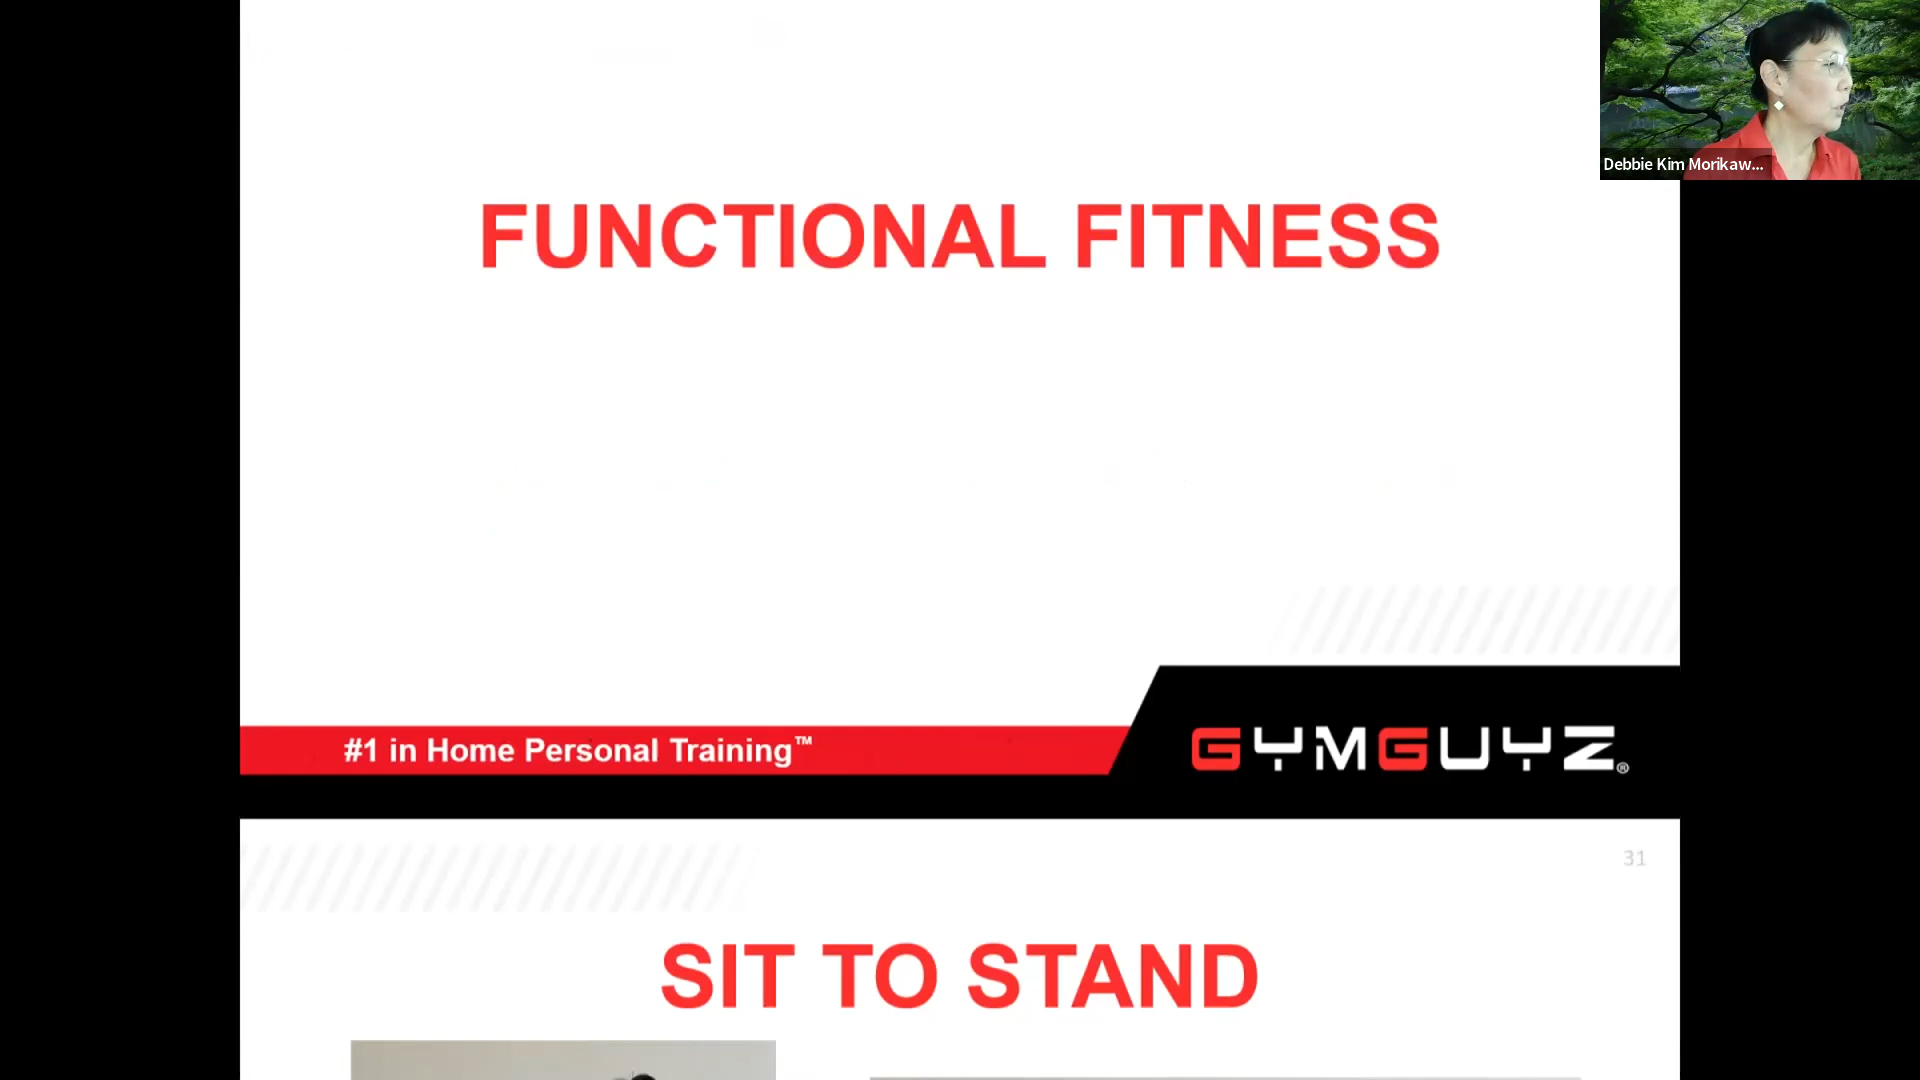 Debbie Kim Morikaw...
FUNCTIONAL FITNESS
#1 in Home Personal Training™
GYMGUYZ®
31
SIT TO STAND